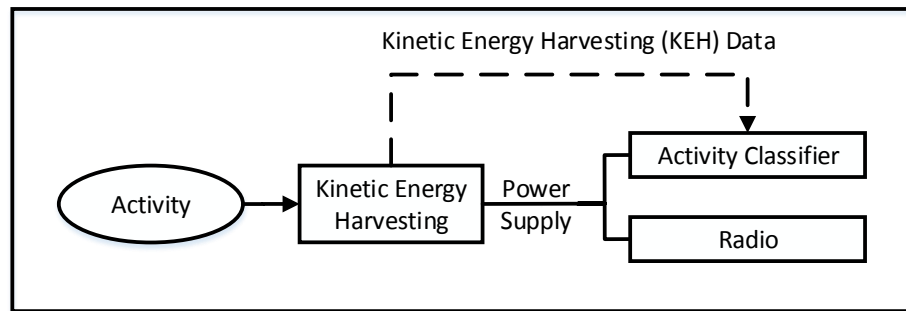 Kinetic Energy Harvesting (KEH) Data
Activity
Kinetic Energy
Harvesting
Power
Supply
Activity Classifier
Radio